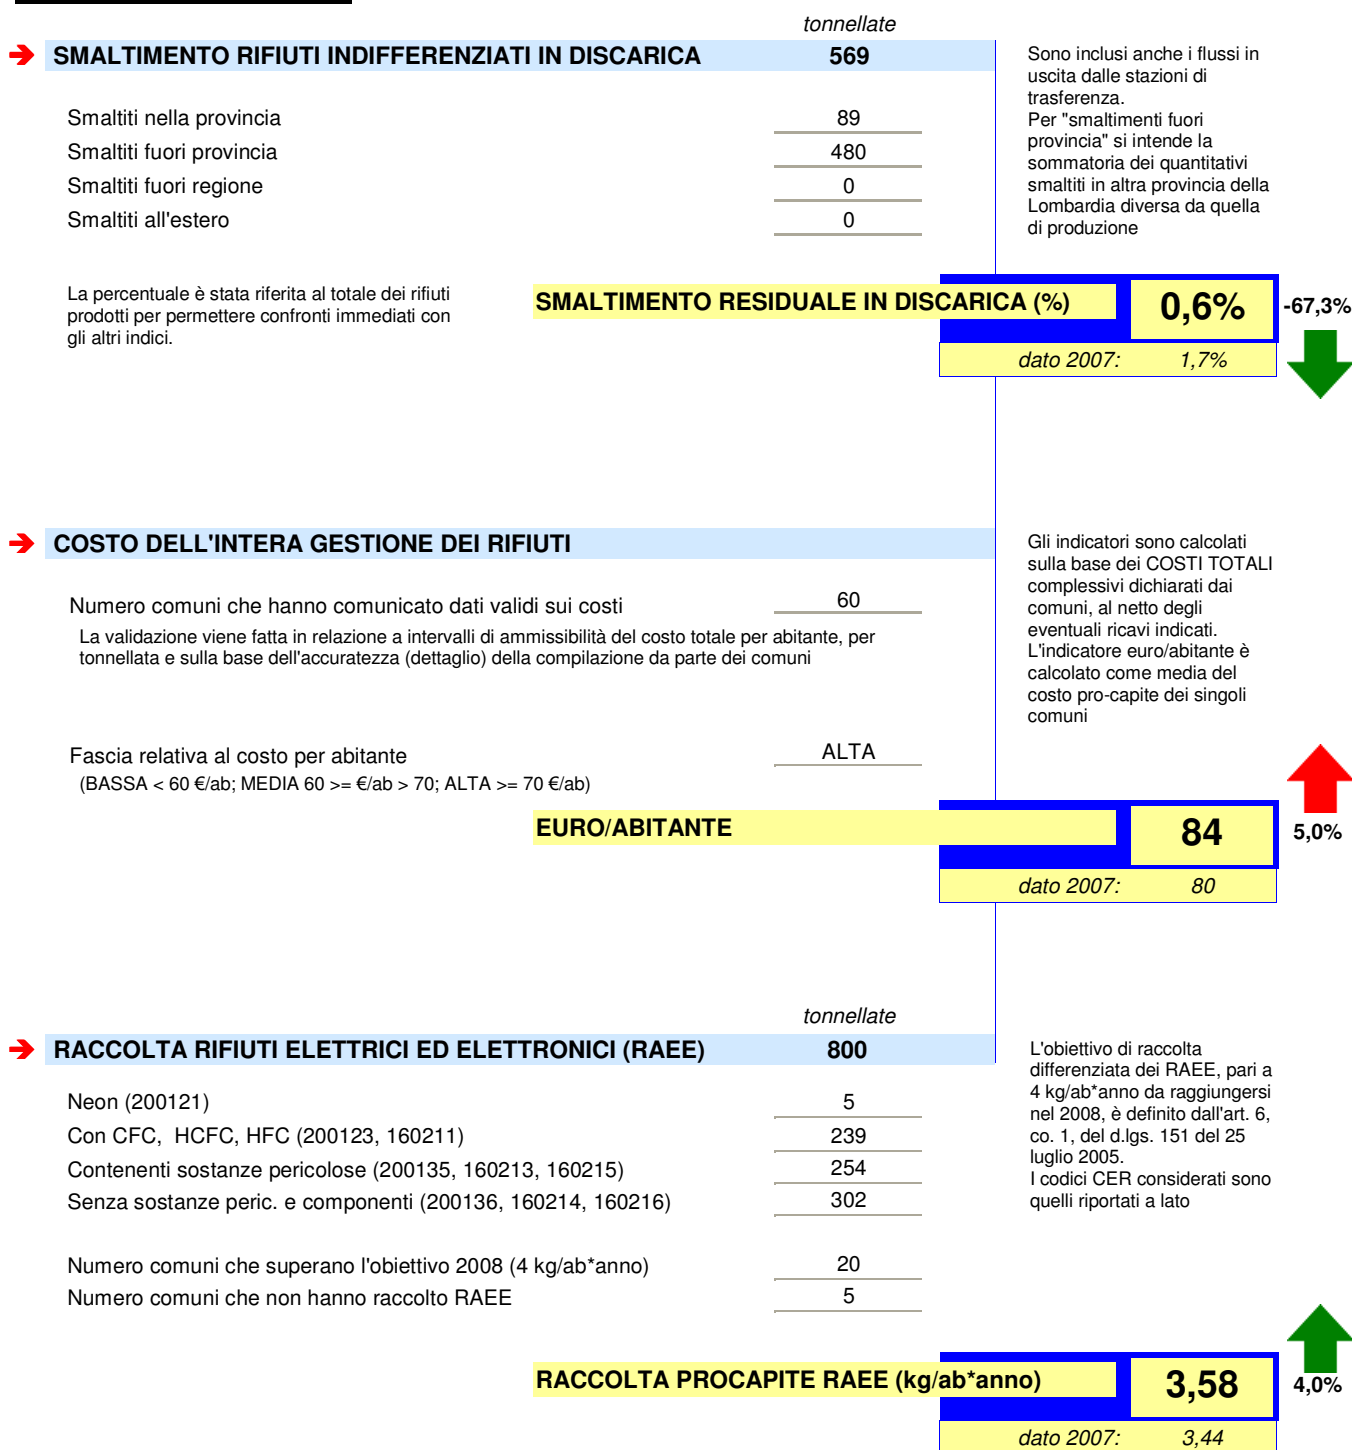 tonnellate
SMALTIMENTO RIFIUTI INDIFFERENZIATI IN DISCARICA 569
Smaltiti nella provincia 89
Smaltiti fuori provincia 480
Smaltiti fuori regione 0
Smaltiti all'estero 0
Sono inclusi anche i flussi in
uscita dalle stazioni di
trasferenza.
Per "smaltimenti fuori
provincia" si intende la
sommatoria dei quantitativi
smaltiti in altra provincia della
Lombardia diversa da quella
di produzione
La percentuale è stata riferita al totale dei rifiuti
prodotti per permettere confronti immediati con
gli altri indici.
SMALTIMENTO RESIDUALE IN DISCARICA (%) 0,6% -67,3%
dato 2007: 1,7%
COSTO DELL'INTERA GESTIONE DEI RIFIUTI
Numero comuni che hanno comunicato dati validi sui costi 60
La validazione viene fatta in relazione a intervalli di ammissibilità del costo totale per abitante, per
tonnellata e sulla base dell'accuratezza (dettaglio) della compilazione da parte dei comuni
Gli indicatori sono calcolati
sulla base dei COSTI TOTALI
complessivi dichiarati dai
comuni, al netto degli
eventuali ricavi indicati.
L'indicatore euro/abitante è
calcolato come media del
costo pro-capite dei singoli
comuni
Fascia relativa al costo per abitante ALTA
(BASSA < 60 €/ab; MEDIA 60 >= €/ab > 70; ALTA >= 70 €/ab)
EURO/ABITANTE 84 5,0%
dato 2007: 80
tonnellate
RACCOLTA RIFIUTI ELETTRICI ED ELETTRONICI (RAEE) 800
Neon (200121) 5
Con CFC, HCFC, HFC (200123, 160211) 239
Contenenti sostanze pericolose (200135, 160213, 160215) 254
Senza sostanze peric. e componenti (200136, 160214, 160216) 302
L'obiettivo di raccolta
differenziata dei RAEE, pari a
4 kg/ab*anno da raggiungersi
nel 2008, è definito dall'art. 6,
co. 1, del d.lgs. 151 del 25
luglio 2005.
I codici CER considerati sono
quelli riportati a lato
Numero comuni che superano l'obiettivo 2008 (4 kg/ab*anno) 20
Numero comuni che non hanno raccolto RAEE 5
RACCOLTA PROCAPITE RAEE (kg/ab*anno) 3,58 4,0%
dato 2007: 3,44